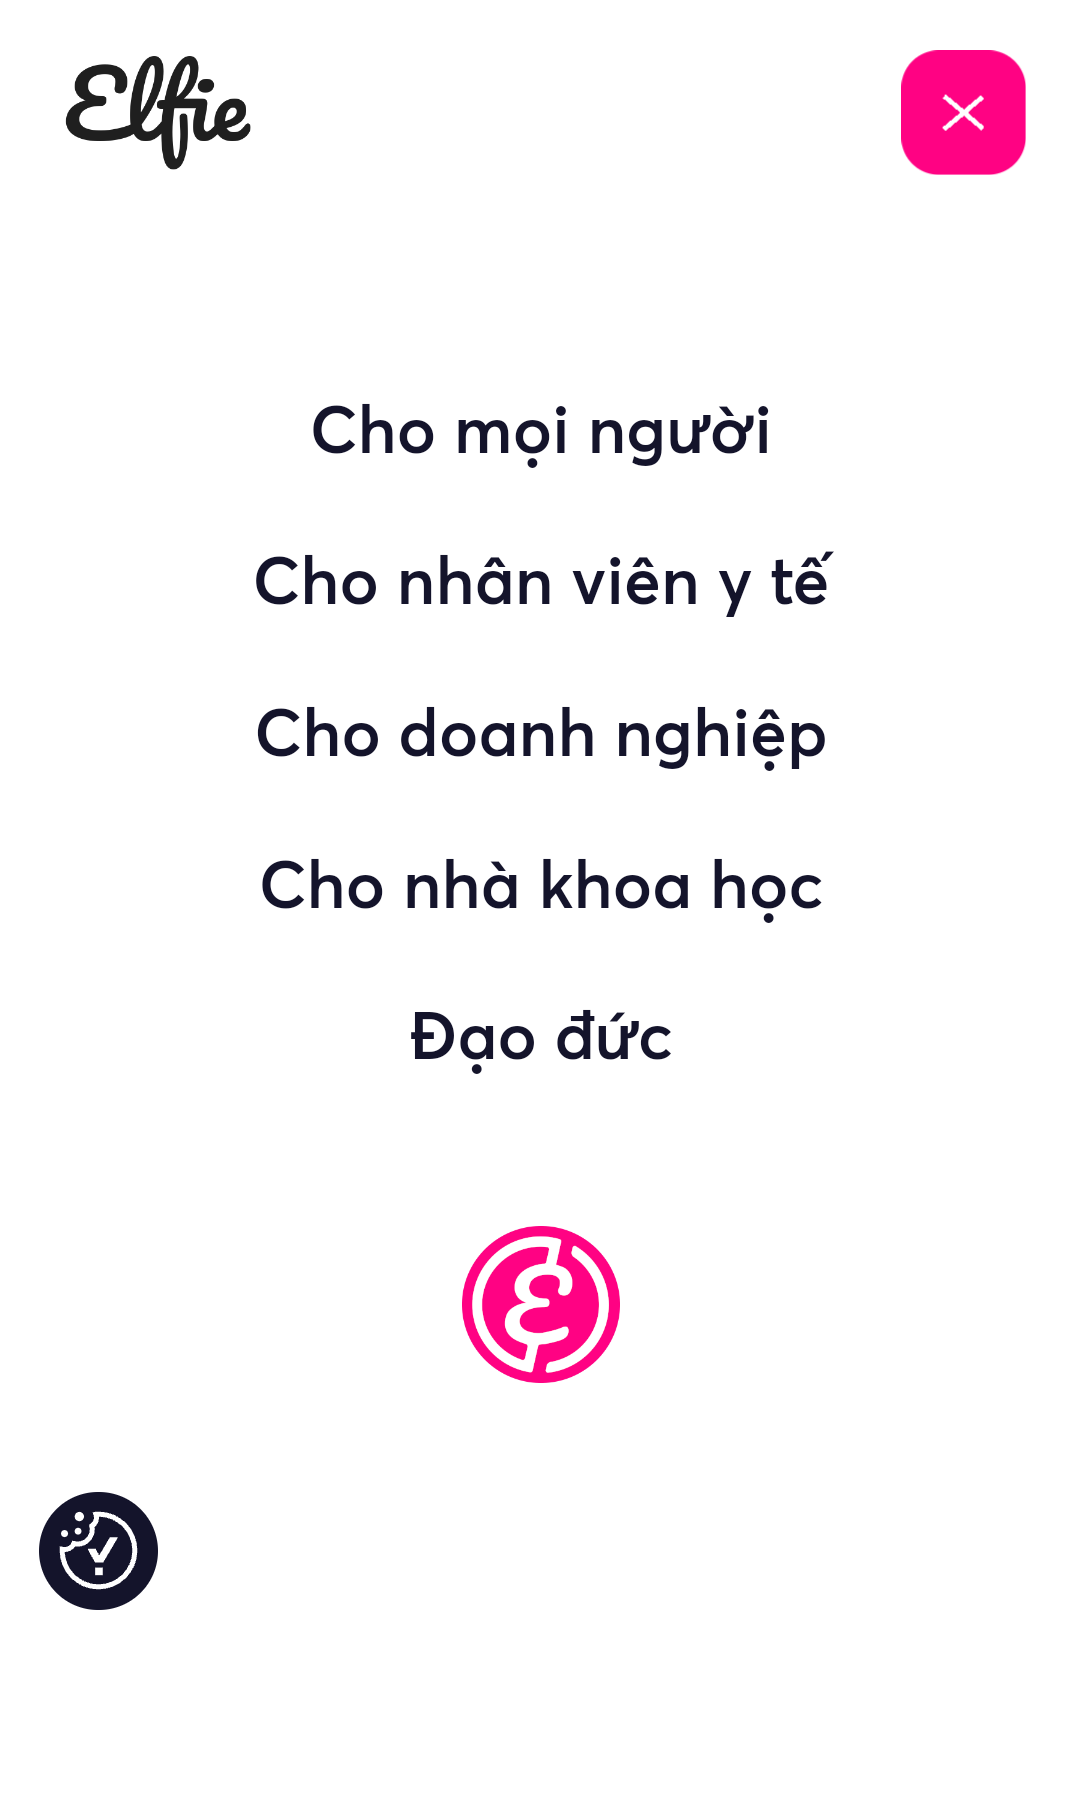 Elfie
Cho mọi người
Cho nhân viên y tế
Cho doanh nghiệp
Cho nhà khoa học
Đạo đức